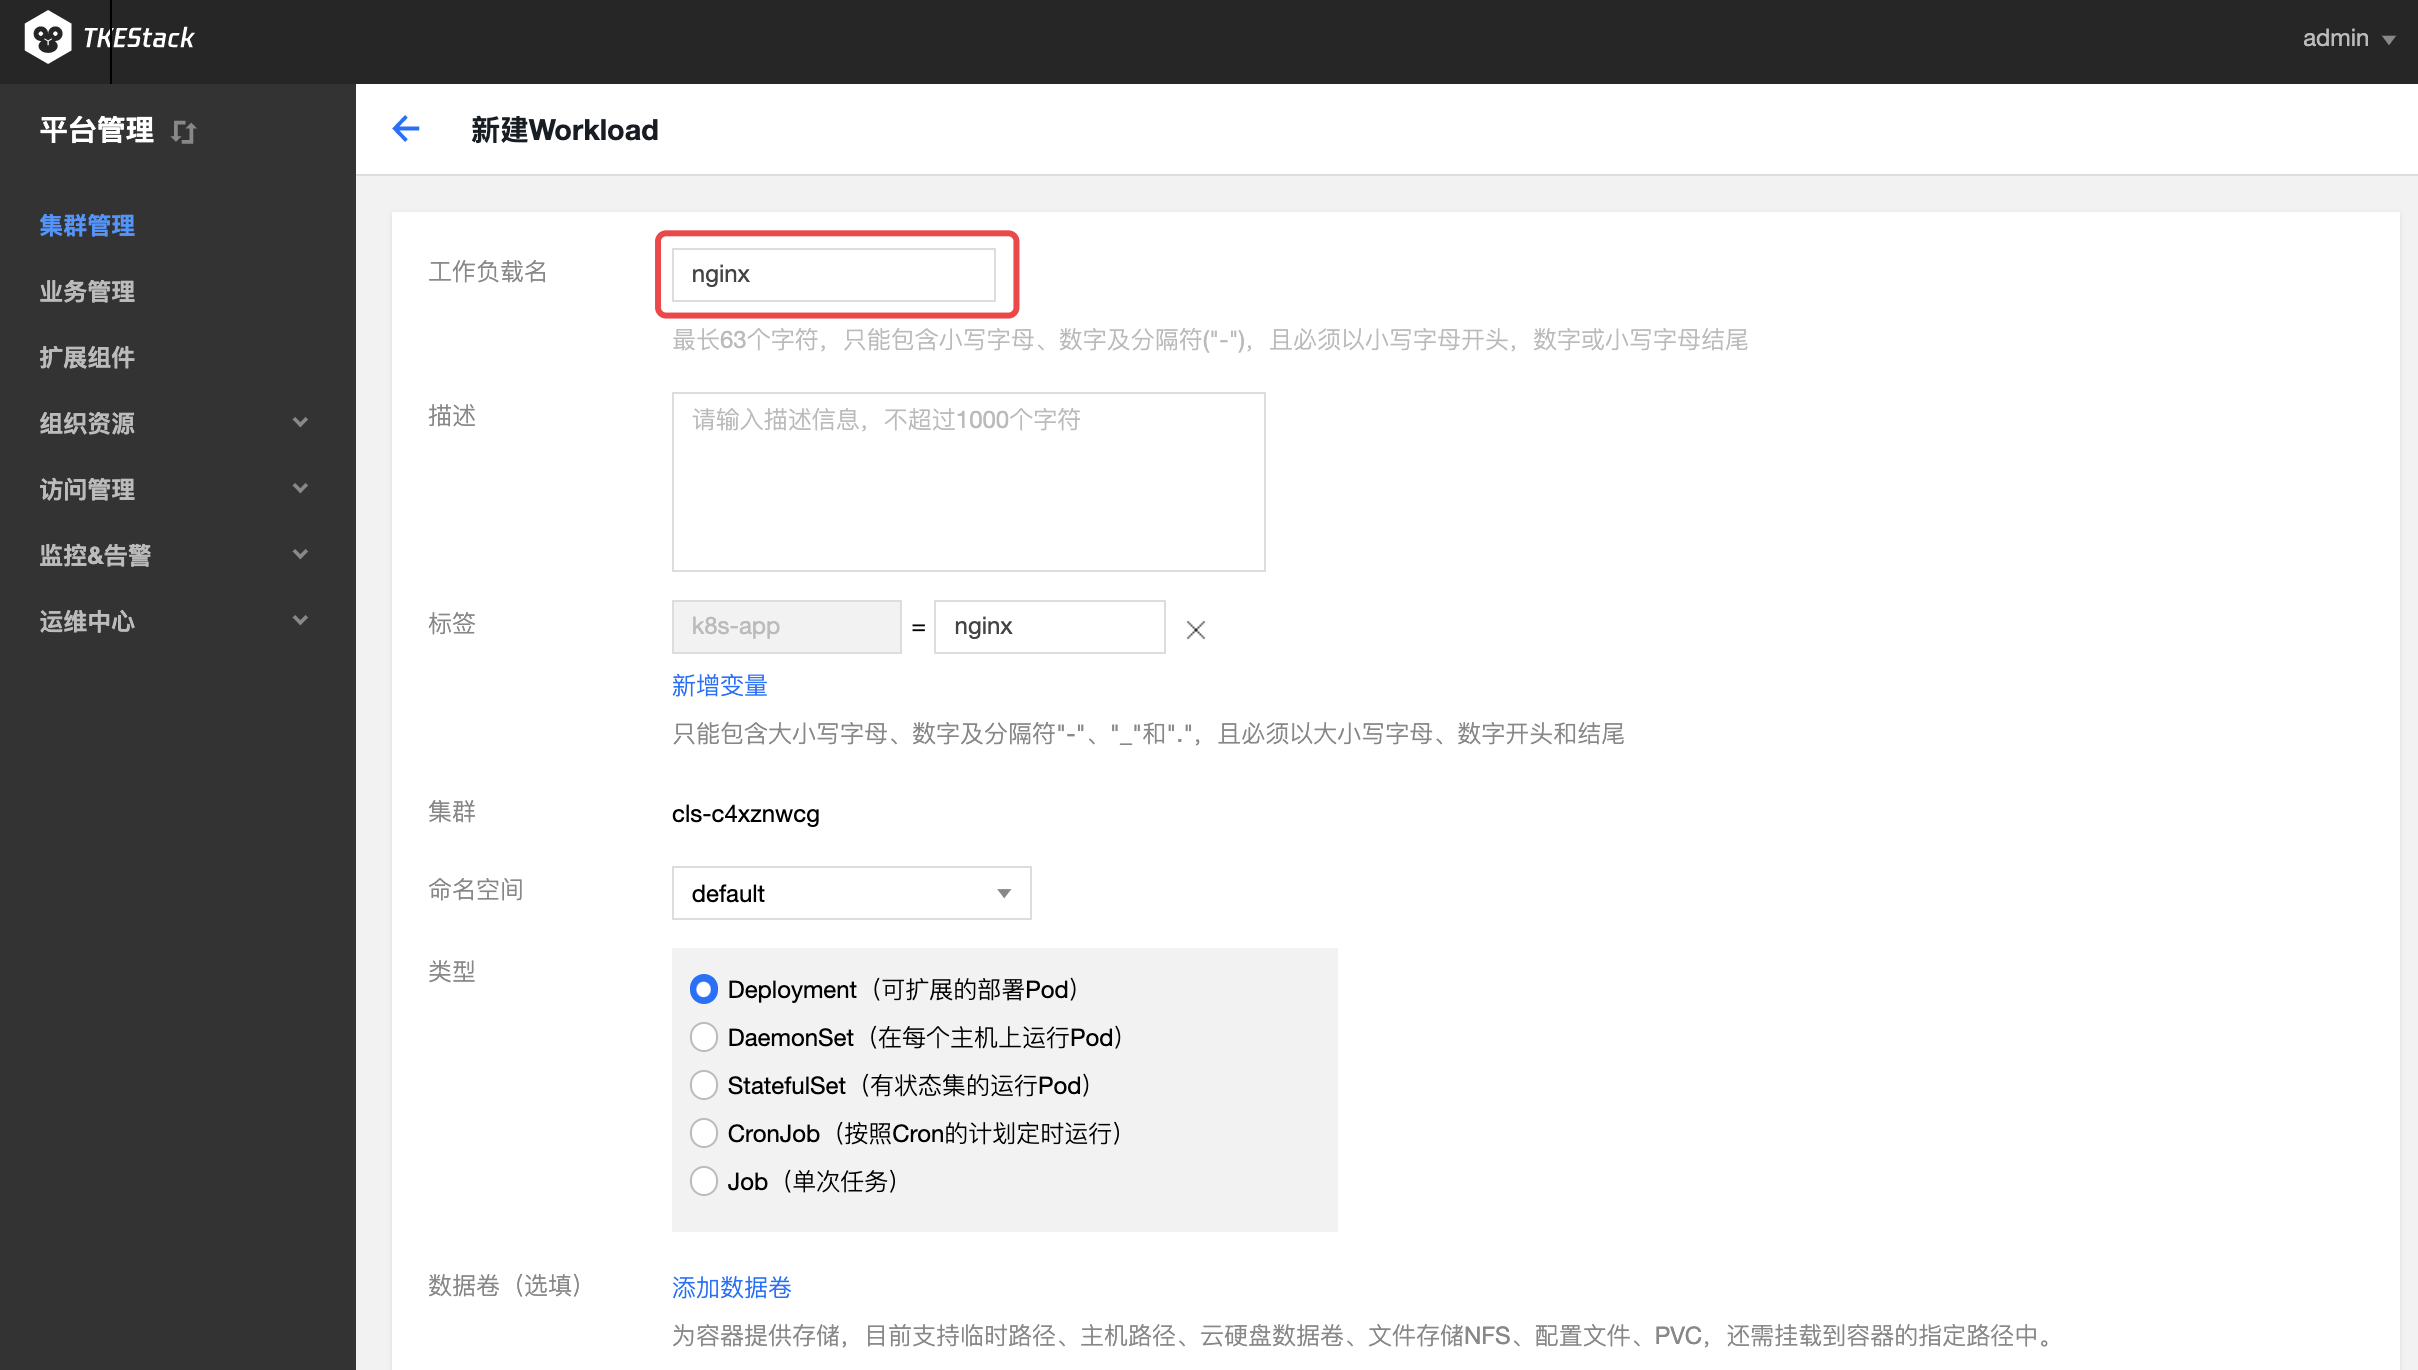 TKEStack
admin
平台管理
集群管理
业务管理
扩展组件
组织资源
访问管理
监控&告警
运维中心
新建Workload
工作负载名
nginx
最长63个字符，只能包含小写字母、数字及分隔符("-")，且必须以小写字母开头，数字或小写字母结尾
描述
请输入描述信息，不超过1000个字符
标签
k8s-app = nginx
新增变量
只能包含大小写字母、数字及分隔符"-"、"_"和"."，且必须以大小写字母、数字开头和结尾
集群
cls-c4xznwcg
命名空间
default
类型
Deployment（可扩展的部署Pod）
DaemonSet（在每个主机上运行Pod）
StatefulSet（有状态集的运行Pod）
CronJob（按照Cron的计划定时运行）
Job（单次任务）
数据卷（选填）
添加数据卷
为容器提供存储，目前支持临时路径、主机路径、云硬盘数据卷、文件存储NFS、配置文件、PVC，还需挂载到容器的指定路径中。